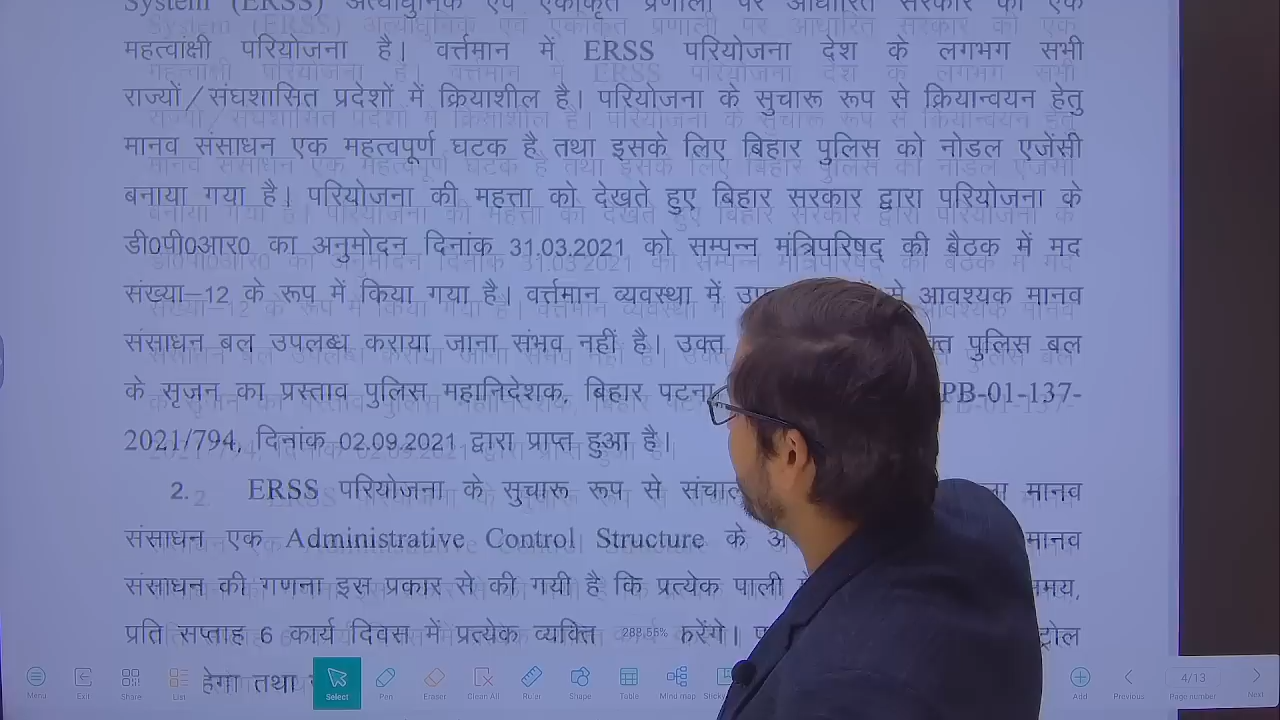 System (ERSS) अत्याधुनिक एवं एकीकृत प्रणाली पर आधारित सरकार की एक
महत्वांक्षी परियोजना है। वर्त्तमान में ERSS परियोजना देश के लगभग सभी
राज्यों/संघशासित प्रदेशों में क्रियाशील है। परियोजना के सुचारू रूप से क्रियान्वयन हेतु
मानव संसाधन एक महत्वपूर्ण घटक है तथा इसके लिए बिहार पुलिस को नोडल एजेंसी
बनाया गया है। परियोजना की महत्ता को देखते हुए बिहार सरकार द्वारा परियोजना के
डी0पी0आर0 का अनुमोदन दिनांक 31.03.2021 को सम्पन्न मंत्रिपरिषद् की बैठक में मद
संख्या–12 के रूप में किया गया है। वर्त्तमान व्यवस्था में से आवश्यक मानव
संसाधन बल उपलब्ध कराया जाना संभव नहीं है। उक्त पुलिस बल
के सृजन का प्रस्ताव पुलिस महानिदेशक, बिहार पटना PB-01-137-
2021/794, दिनांक 02.09.2021 द्वारा प्राप्त हुआ है।
2. ERSS परियोजना के सुचारू रूप से मानव
संसाधन एक Administrative Control Structure के मानव
संसाधन की गणना इस प्रकार से की गयी है कि प्रत्येक पाली
प्रति सप्ताह 6 कार्य दिवस में प्रत्येक व्यक्ति 288.55% करेंगे।
तथा
Menu Exit Share List Select Pen Eraser Clean All Ruler Shape Table Mind map Add Previous 4/13 Page number Next